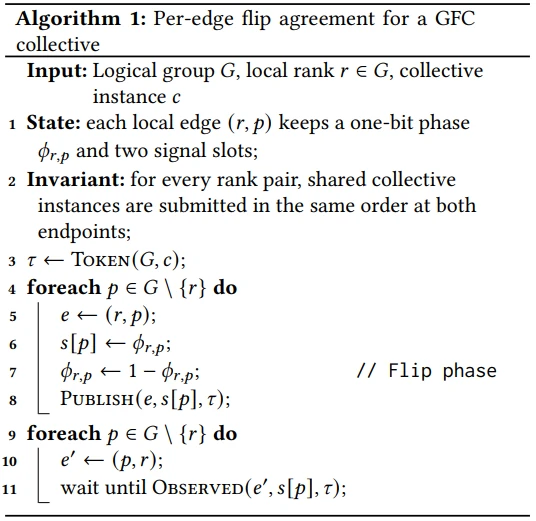 Algorithm 1: Per-edge flip agreement for a GFC
collective
Input: Logical group G, local rank r ∈ G, collective
instance c
1 State: each local edge (r, p) keeps a one-bit phase
ϕr,p and two signal slots;
2 Invariant: for every rank pair, shared collective
instances are submitted in the same order at both
endpoints;
3 τ ← Token(G, c);
4 foreach p ∈ G \ {r} do
5 e ← (r, p);
6 s[p] ← ϕr,p;
7 ϕr,p ← 1 − ϕr,p; // Flip phase
8 Publish(e, s[p], τ);
9 foreach p ∈ G \ {r} do
10 e′ ← (p, r);
11 wait until Observed(e′, s[p], τ);